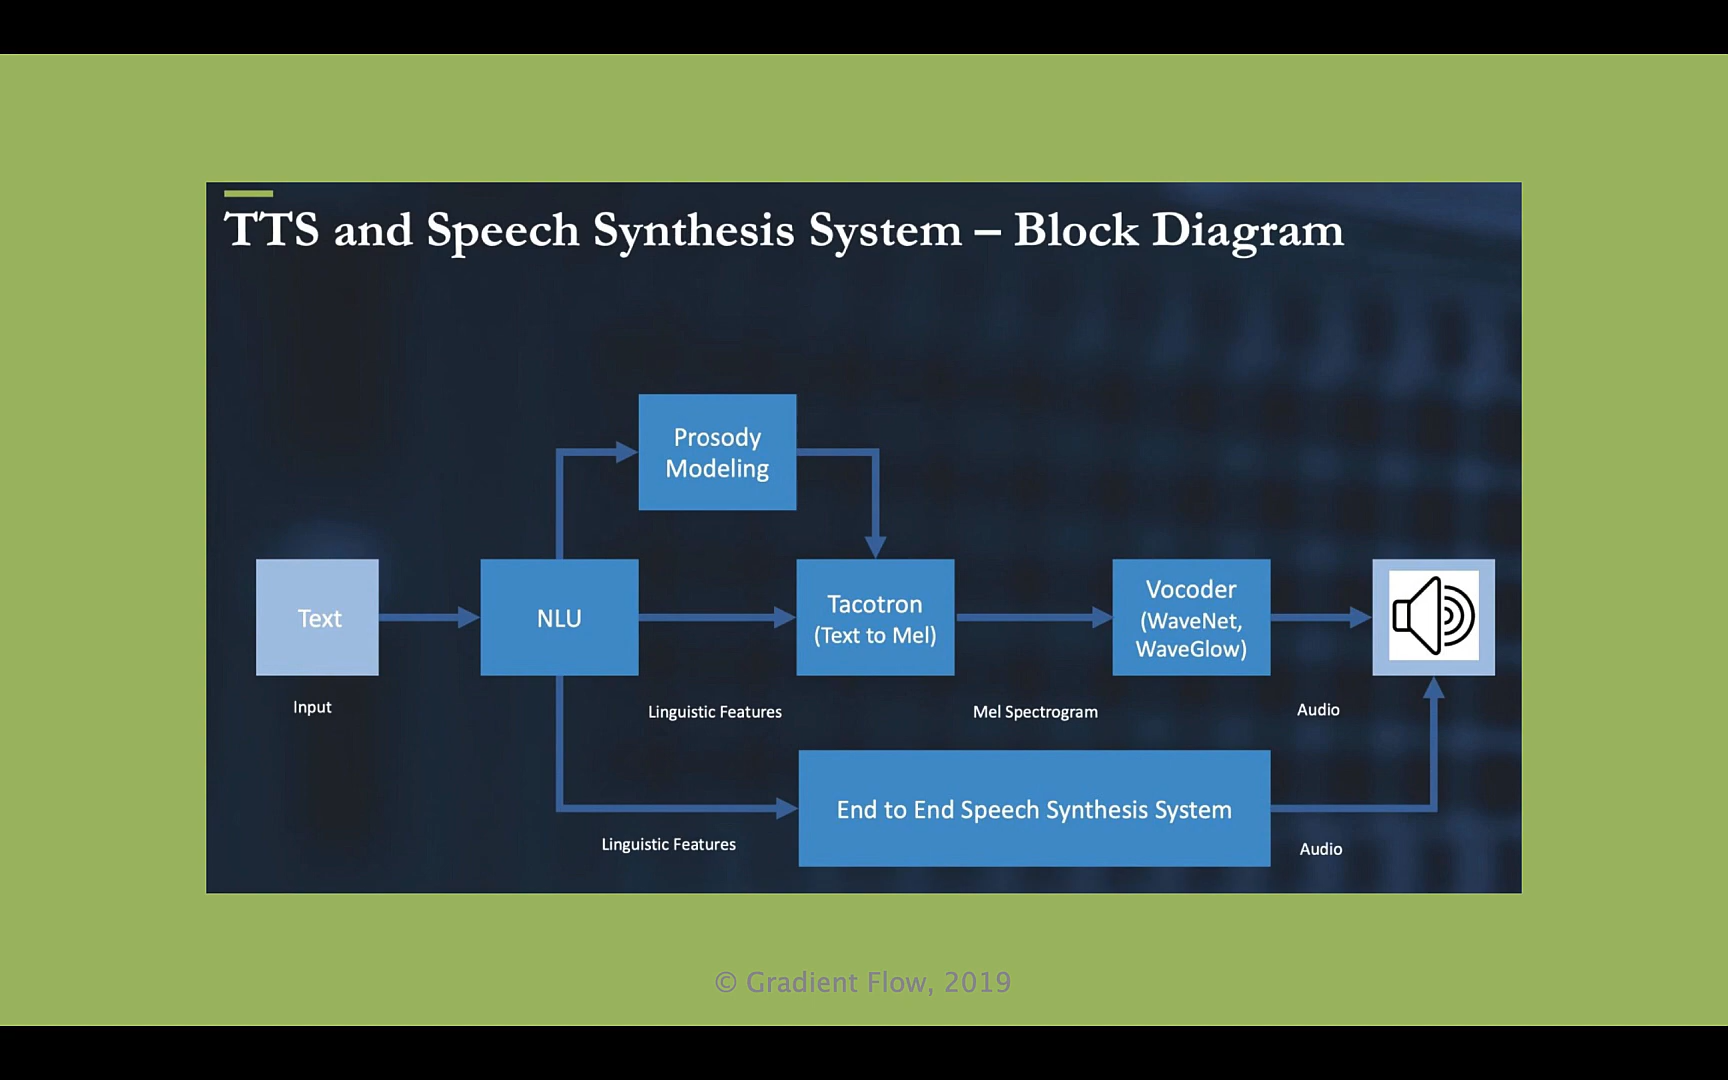 TTS and Speech Synthesis System – Block Diagram
Prosody
Modeling
Text
NLU
Tacotron
(Text to Mel)
Vocoder
(WaveNet,
WaveGlow)
Input
Linguistic Features
Mel Spectrogram
Audio
End to End Speech Synthesis System
Linguistic Features
Audio
© Gradient Flow, 2019